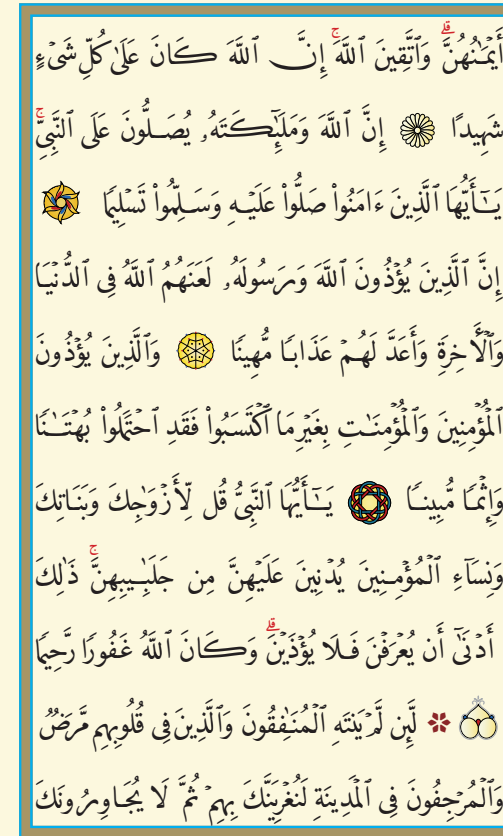 أَيۡمَٰنُهُنَّۗ وَٱتَّقِينَ ٱللَّهَۚ إِنَّ ٱللَّهَ كَانَ عَلَىٰ كُلِّ شَيۡءٖ
شَهِيدًا إِنَّ ٱللَّهَ وَمَلَٰٓئِكَتَهُۥ يُصَلُّونَ عَلَى ٱلنَّبِيِّۚ
يَٰٓأَيُّهَا ٱلَّذِينَ ءَامَنُواْ صَلُّواْ عَلَيۡهِ وَسَلِّمُواْ تَسۡلِيمًا
إِنَّ ٱلَّذِينَ يُؤۡذُونَ ٱللَّهَ وَرَسُولَهُۥ لَعَنَهُمُ ٱللَّهُ فِي ٱلدُّنۡيَا
وَٱلۡأٓخِرَةِ وَأَعَدَّ لَهُمۡ عَذَابٗا مُّهِينٗا وَٱلَّذِينَ يُؤۡذُونَ
ٱلۡمُؤۡمِنِينَ وَٱلۡمُؤۡمِنَٰتِ بِغَيۡرِ مَا ٱكۡتَسَبُواْ فَقَدِ ٱحۡتَمَلُواْ بُهۡتَٰنٗا
وَإِثۡمٗا مُّبِينٗا يَٰٓأَيُّهَا ٱلنَّبِيُّ قُل لِّأَزۡوَٰجِكَ وَبَنَاتِكَ
وَنِسَآءِ ٱلۡمُؤۡمِنِينَ يُدۡنِينَ عَلَيۡهِنَّ مِن جَلَٰبِيبِهِنَّۚ ذَٰلِكَ
أَدۡنَىٰٓ أَن يُعۡرَفۡنَ فَلَا يُؤۡذَيۡنَۗ وَكَانَ ٱللَّهُ غَفُورٗا رَّحِيمٗا
لَّئِن لَّمۡ يَنتَهِ ٱلۡمُنَٰفِقُونَ وَٱلَّذِينَ فِي قُلُوبِهِم مَّرَضٞ
وَٱلۡمُرۡجِفُونَ فِي ٱلۡمَدِينَةِ لَنُغۡرِيَنَّكَ بِهِمۡ ثُمَّ لَا يُجَاوِرُونَكَ